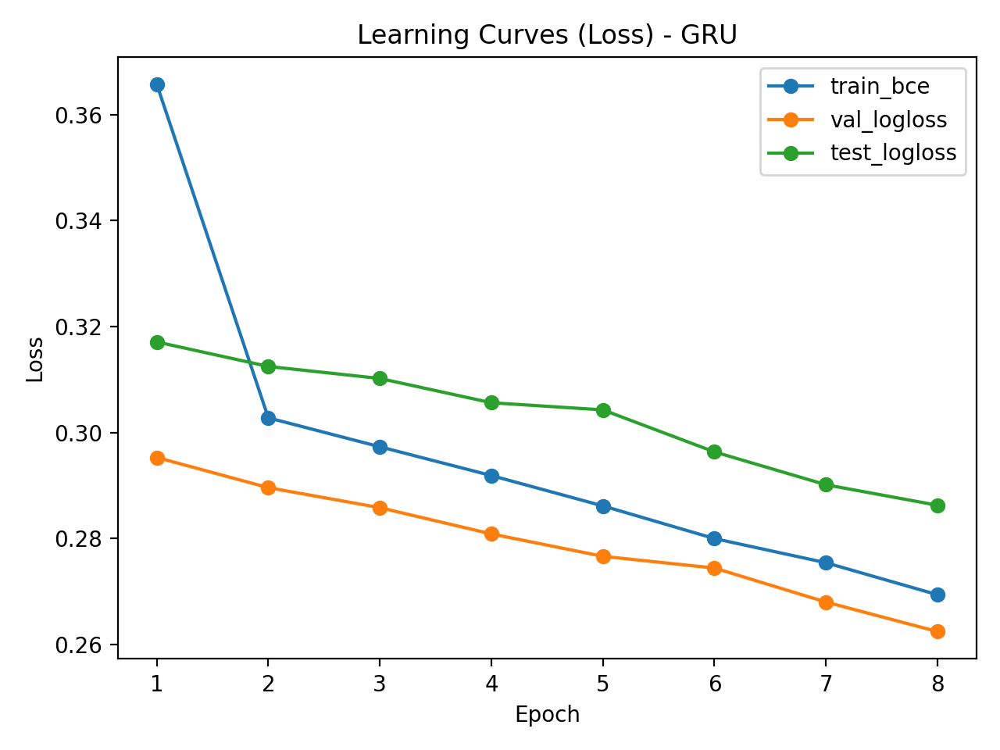 Learning Curves (Loss) - GRU
train_bce
val_logloss
test_logloss
0.36
0.34
0.32
0.30
0.28
0.26
Loss
1 2 3 4 5 6 7 8
Epoch